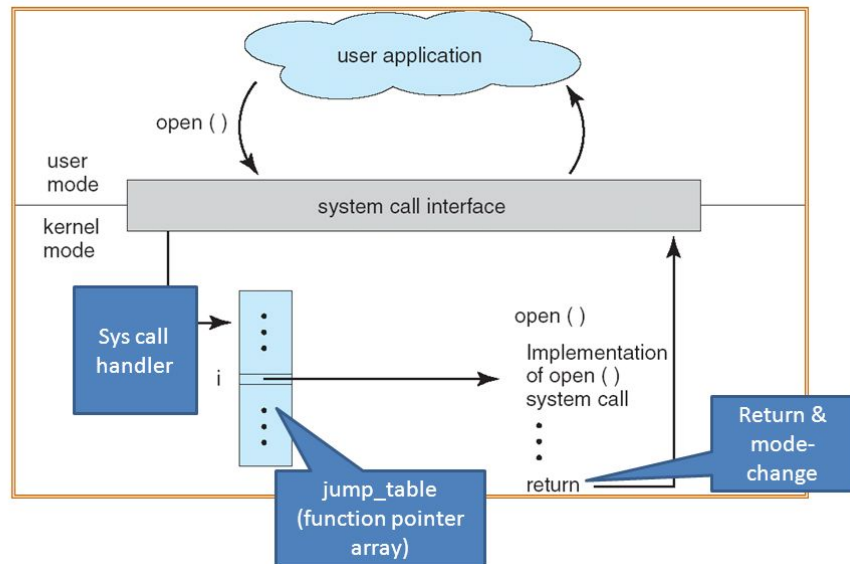 user application
open ( )
user
mode
system call interface
kernel
mode
Sys call
handler
i
open ( )
Implementation
of open ( )
system call
return
Return &
mode-
change
jump_table
(function pointer
array)